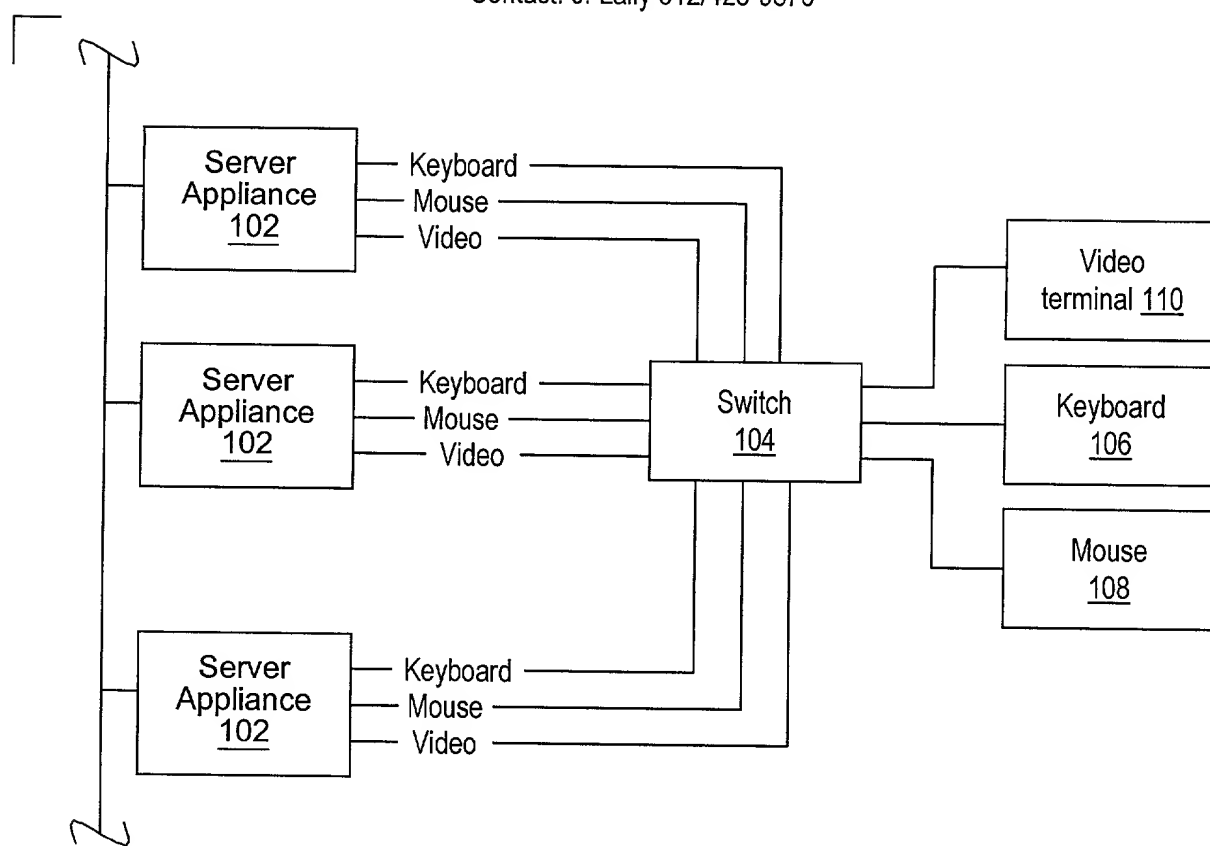 Server
Appliance
102
Keyboard
Mouse
Video
Server
Appliance
102
Keyboard
Mouse
Video
Server
Appliance
102
Keyboard
Mouse
Video
Switch
104
Video
terminal 110
Keyboard
106
Mouse
108